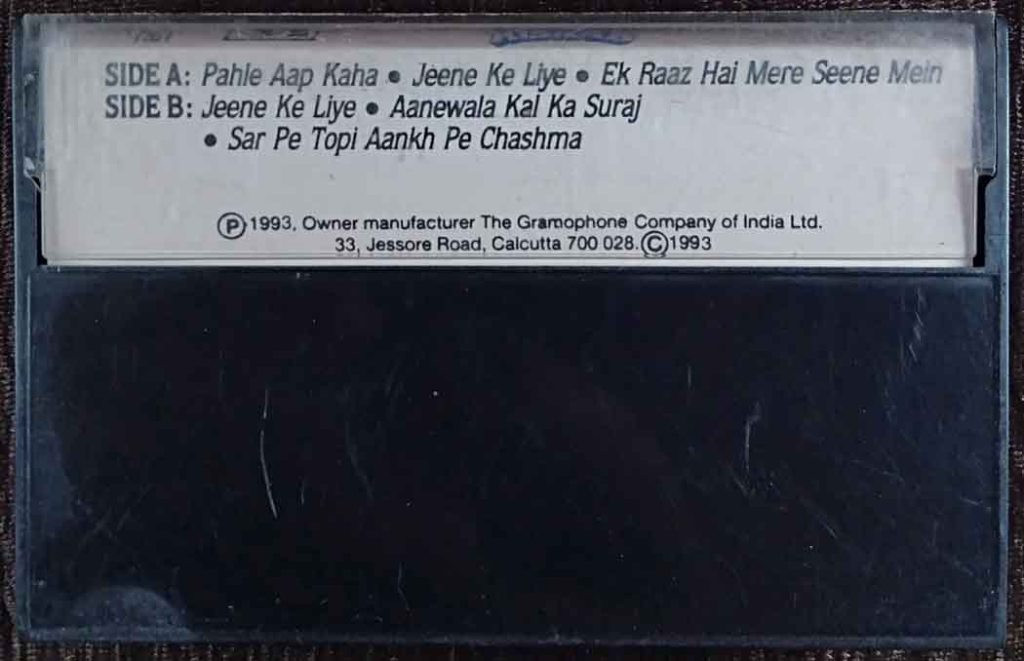 SIDE A: Pahle Aap Kaha • Jeene Ke Liye • Ek Raaz Hai Mere Seene Mein
SIDE B: Jeene Ke Liye • Aanewala Kal Ka Suraj
• Sar Pe Topi Aankh Pe Chashma
Ⓟ1993, Owner manufacturer The Gramophone Company of India Ltd.
33, Jessore Road, Calcutta 700 028.©1993